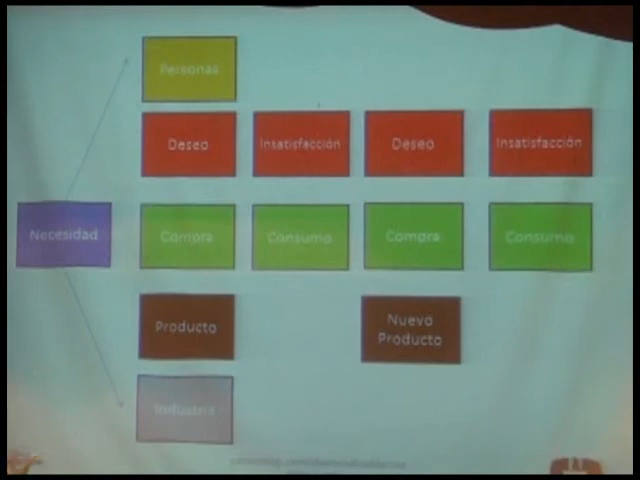 Personas
Deseo
Insatisfacción
Deseo
Insatisfacción
Necesidad
Compra
Consumo
Compra
Consumo
Producto
Nuevo
Producto
Industria